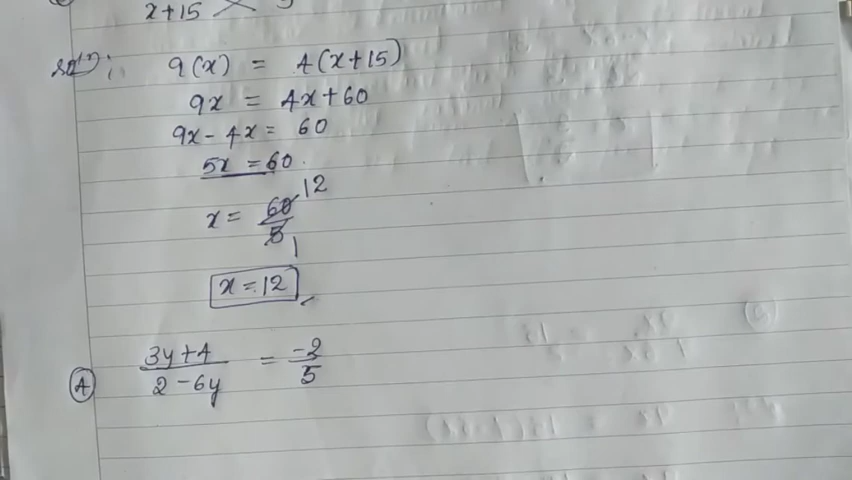 x+15
Solⁿ:
9(x) = 4(x+15)
9x = 4x+60
9x - 4x = 60
5x = 60
x = 60/5 12 1
x = 12
(4) (3y+4)/(2-6y) = -2/5